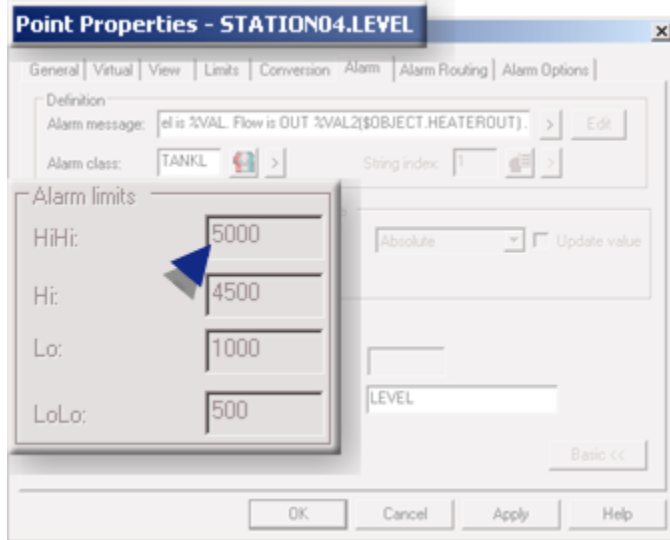 Point Properties - STATION04.LEVEL
General Virtual View Limits Conversion Alarm Alarm Routing Alarm Options
Definition
Alarm message: el is %VAL. Flow is OUT %VAL2($OBJECT.HEATEROUT). > Edit
Alarm class: TANKL > String index: 1 >
Alarm limits
HiHi: 5000
Absolute Update value
Hi: 4500
Lo: 1000
LEVEL
LoLo: 500
Basic <<
OK Cancel Apply Help